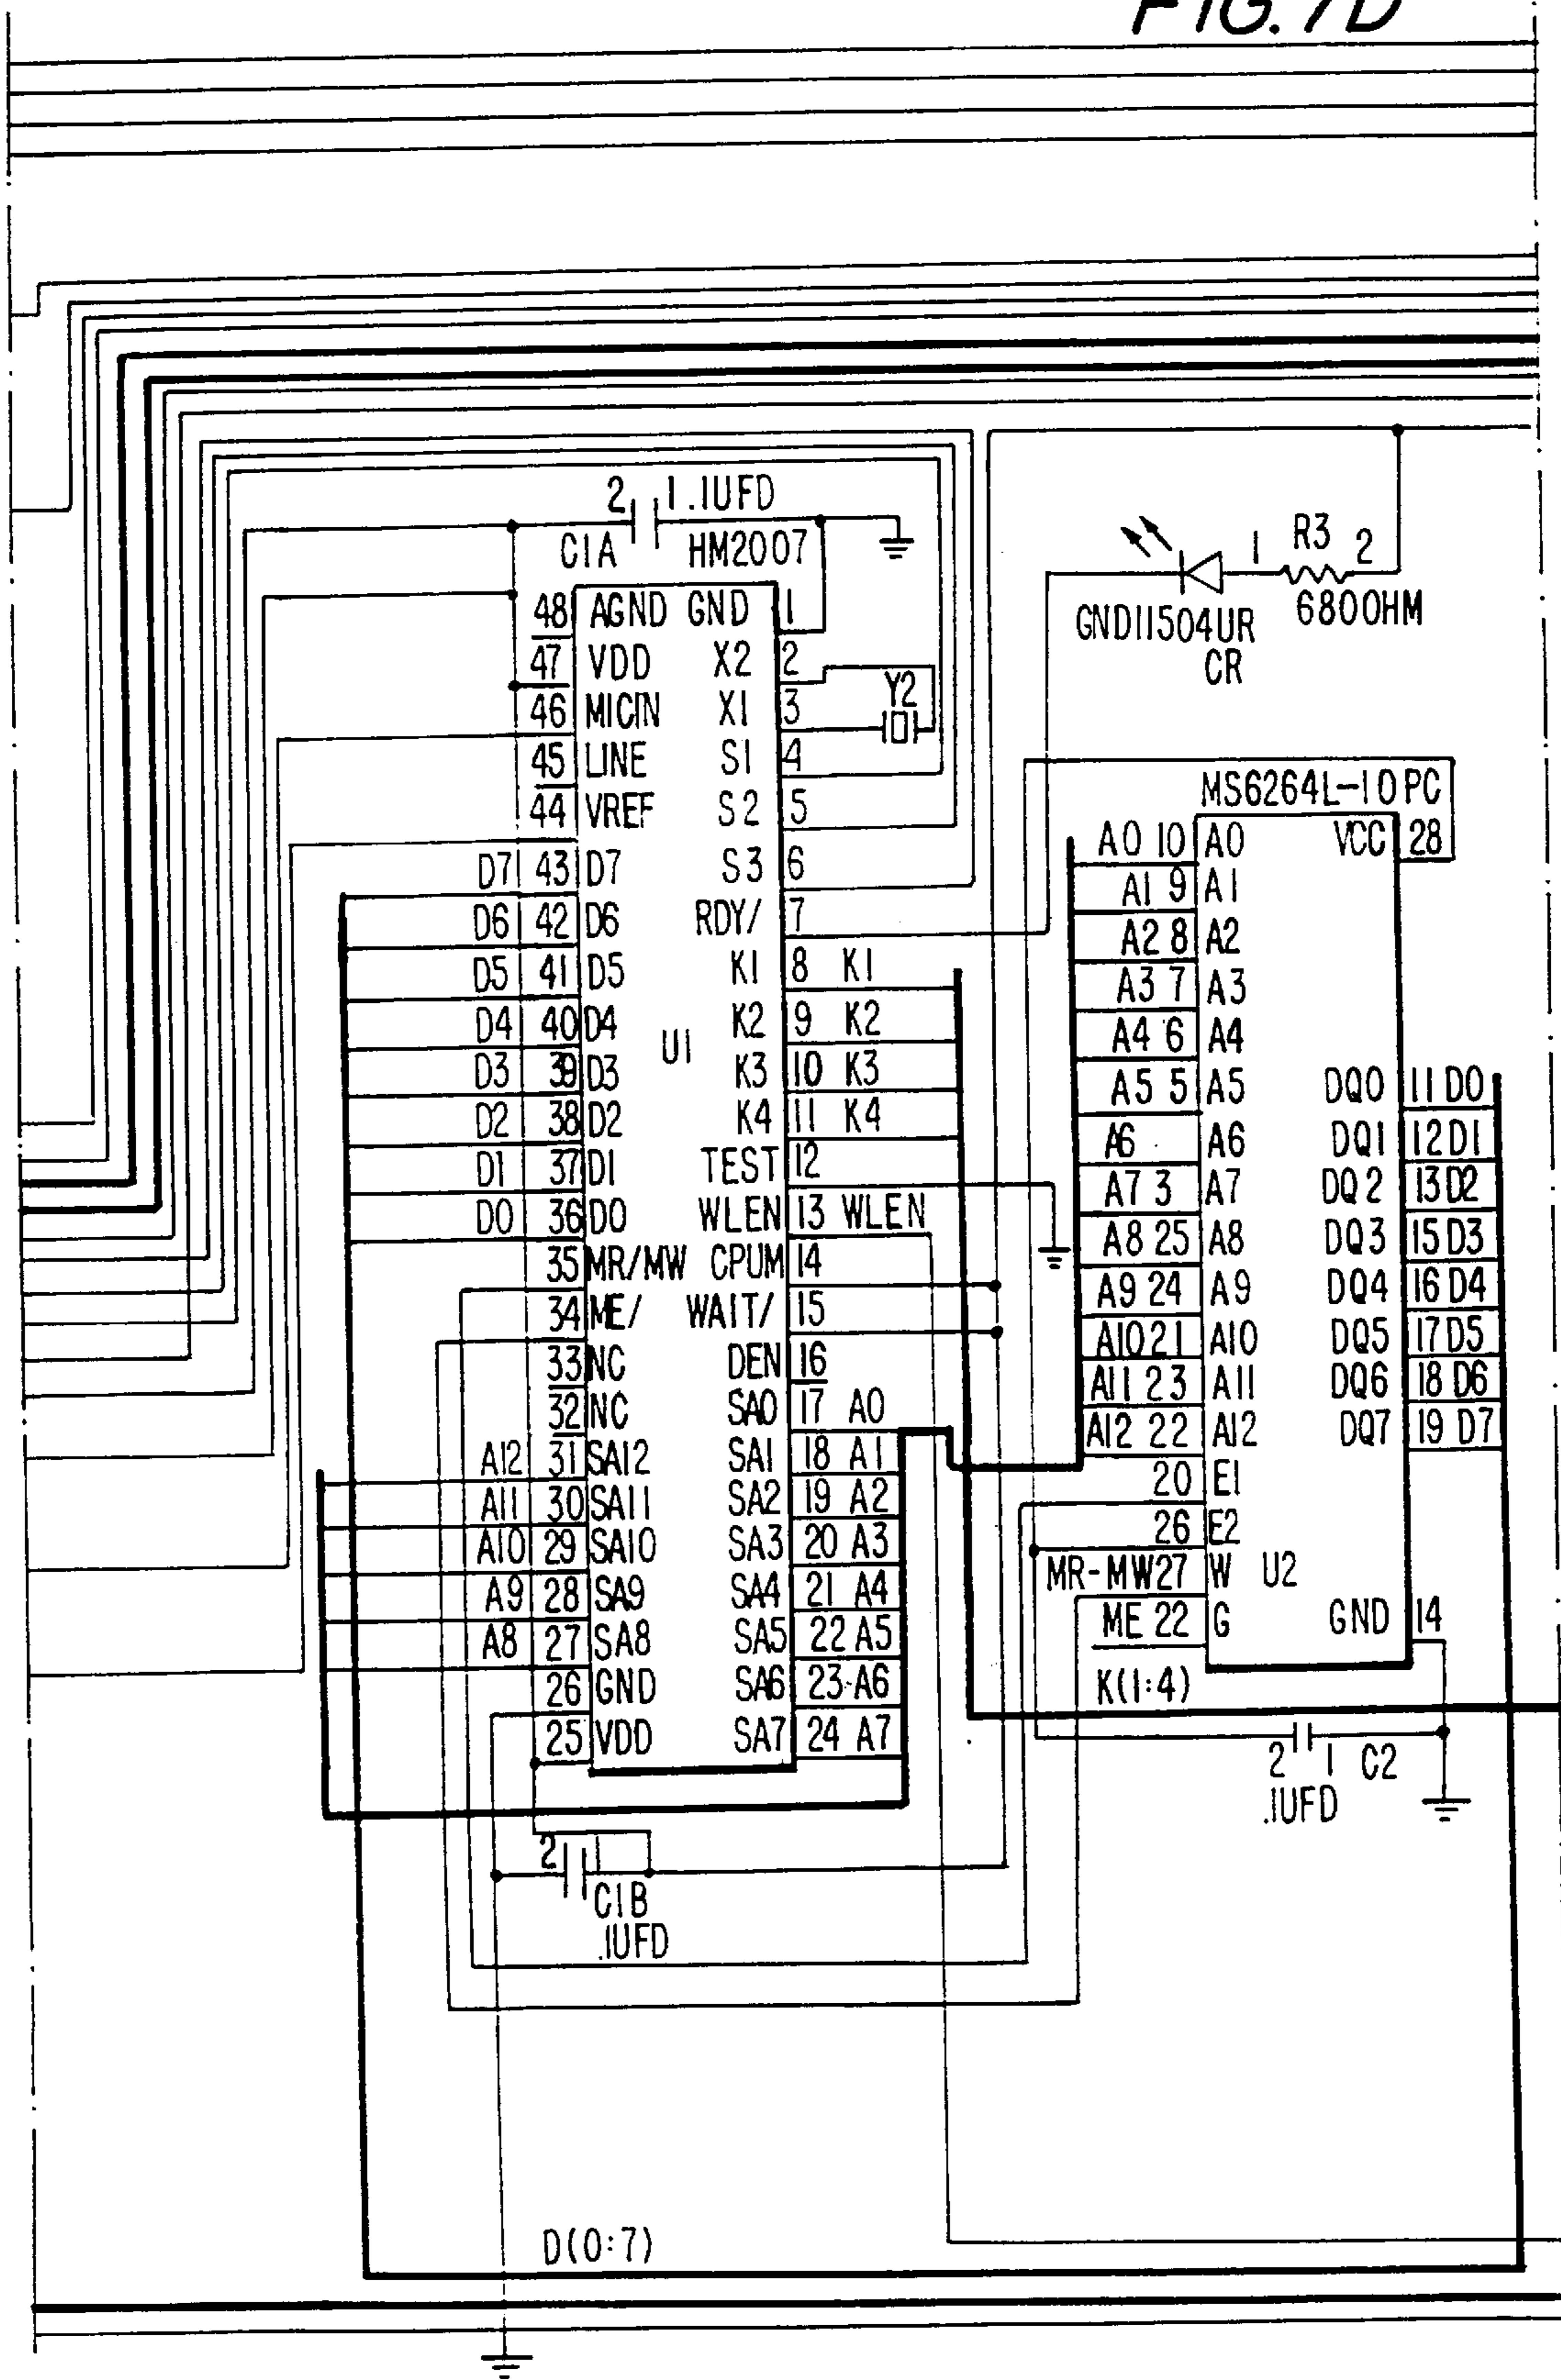 FIG. 7D
2 1 .1UFD
C1A HM2007
1 R3 2
680OHM
GND11504UR
CR
48 AGND GND 1
47 VDD X2 2
Y2
46 MICIN X1 3
45 LINE S1 4
44 VREF S2 5
D7 43 D7 S3 6
D6 42 D6 RDY/ 7
D5 41 D5 K1 8 K1
D4 40 D4 K2 9 K2
U1
D3 39 D3 K3 10 K3
D2 38 D2 K4 11 K4
D1 37 D1 TEST 12
D0 36 D0 WLEN 13 WLEN
35 MR/MW CPUM 14
34 ME/ WAIT/ 15
33 NC DEN 16
32 NC SA0 17 A0
A12 31 SA12 SA1 18 A1
A11 30 SA11 SA2 19 A2
A10 29 SA10 SA3 20 A3
A9 28 SA9 SA4 21 A4
A8 27 SA8 SA5 22 A5
26 GND SA6 23 A6
25 VDD SA7 24 A7
2 1
C1B
.1UFD
MS6264L-10PC
A0 10 A0 VCC 28
A1 9 A1
A2 8 A2
A3 7 A3
A4 6 A4
A5 5 A5 DQ0 11 D0
A6 A6 DQ1 12 D1
A7 3 A7 DQ2 13 D2
A8 25 A8 DQ3 15 D3
A9 24 A9 DQ4 16 D4
A10 21 A10 DQ5 17 D5
A11 23 A11 DQ6 18 D6
A12 22 A12 DQ7 19 D7
20 E1
26 E2
MR-MW 27 W U2
ME 22 G GND 14
K(1:4)
2 1 C2
.1UFD
D(0:7)